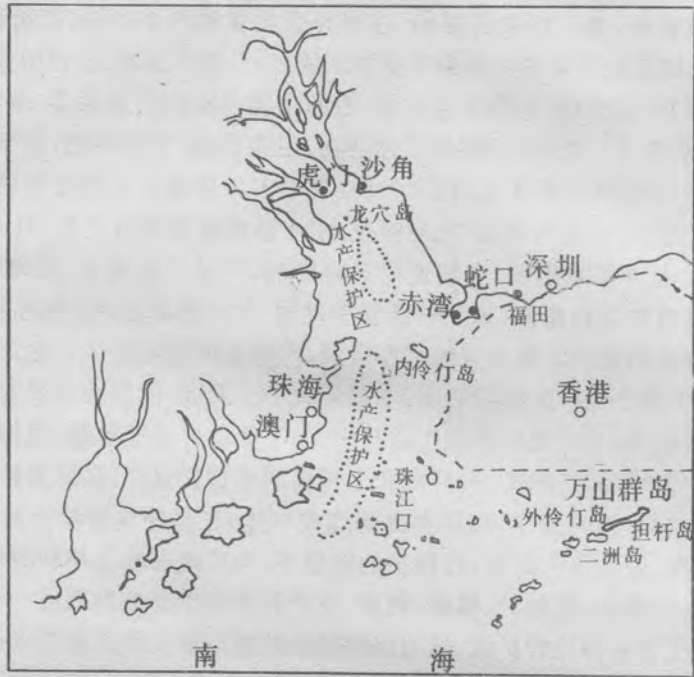 虎门
沙角
龙穴岛
水产保护区
蛇口
深圳
赤湾
福田
内伶仃岛
水产保护区
珠海
香港
澳门
珠江口
万山群岛
外伶仃岛
担杆岛
二洲岛
南海